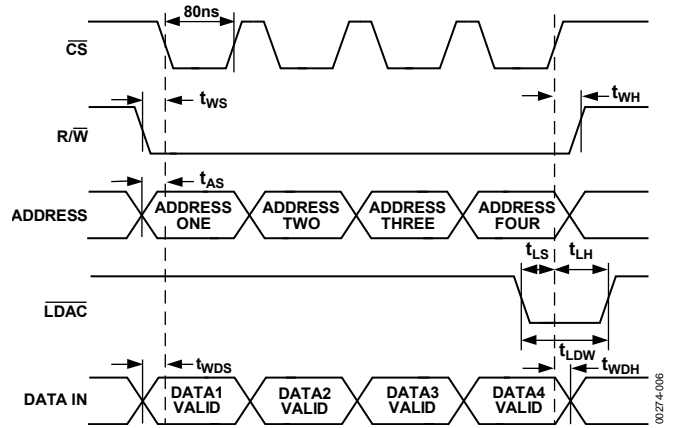 80ns
CS
tWS
tWH
R/W
tAS
ADDRESS
ADDRESS ONE
ADDRESS TWO
ADDRESS THREE
ADDRESS FOUR
tLS
tLH
LDAC
tLDW
tWDS
tWDH
DATA IN
DATA1 VALID
DATA2 VALID
DATA3 VALID
DATA4 VALID
00274-006